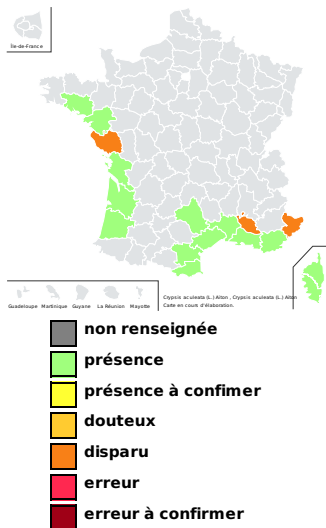 Île-de-France
Guadeloupe Martinique Guyane La Réunion Mayotte
Crypsis aculeata (L.) Aiton , Crypsis aculeata (L.) Aiton
Carte en cours d'élaboration.
non renseignée
présence
présence à confimer
douteux
disparu
erreur
erreur à confirmer